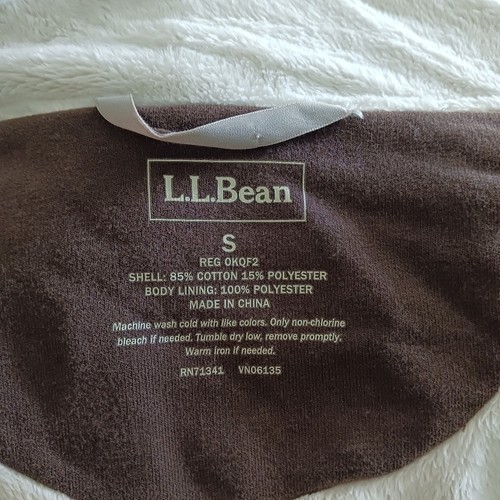 L.L.Bean
S
REG 0KQF2
SHELL: 85% COTTON 15% POLYESTER
BODY LINING: 100% POLYESTER
MADE IN CHINA
Machine wash cold with like colors. Only non-chlorine
bleach if needed. Tumble dry low, remove promptly.
Warm iron if needed.
RN71341 VN06135